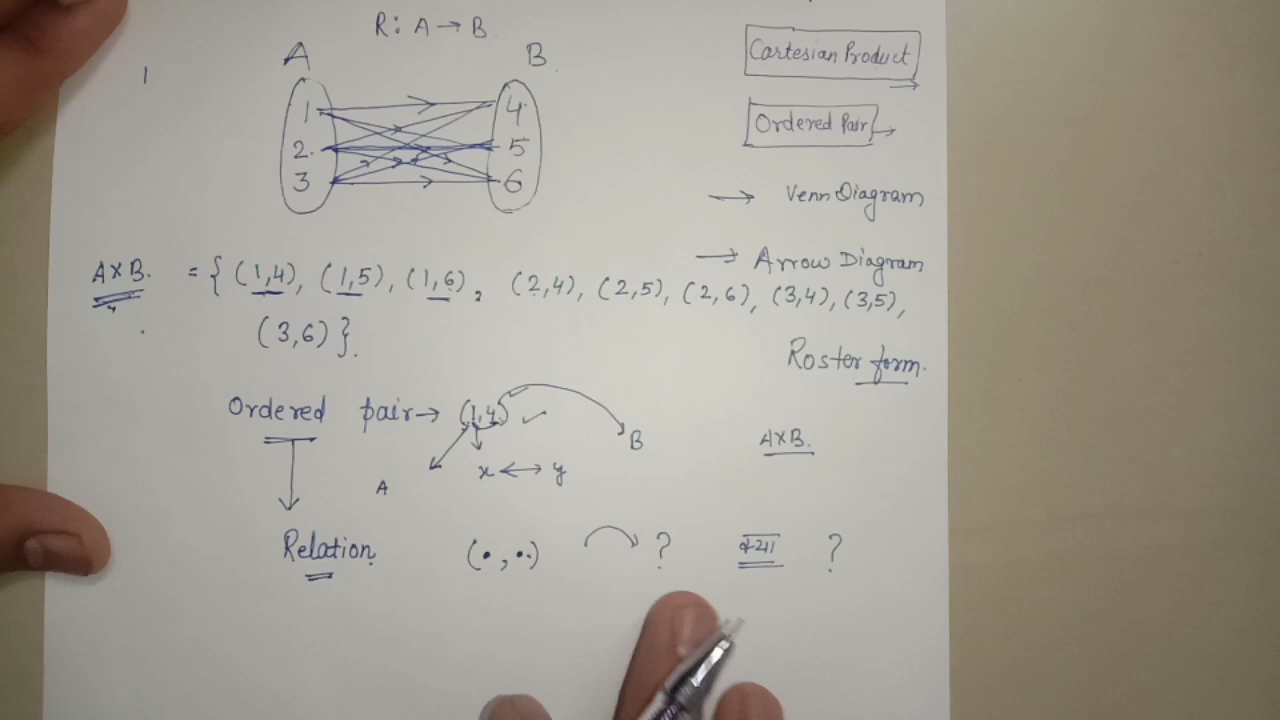 R: A → B
A
B
1
1
2
3
4
5
6
Cartesian Product
Ordered Pair
→ Venn Diagram
→ Arrow Diagram
A×B. = { (1,4), (1,5), (1,6), (2,4), (2,5), (2,6), (3,4), (3,5),
(3,6) }.
Roster form.
Ordered pair → (1,4)
B
A×B.
x ↔ y
A
Relation (•,•) ? क्या ?